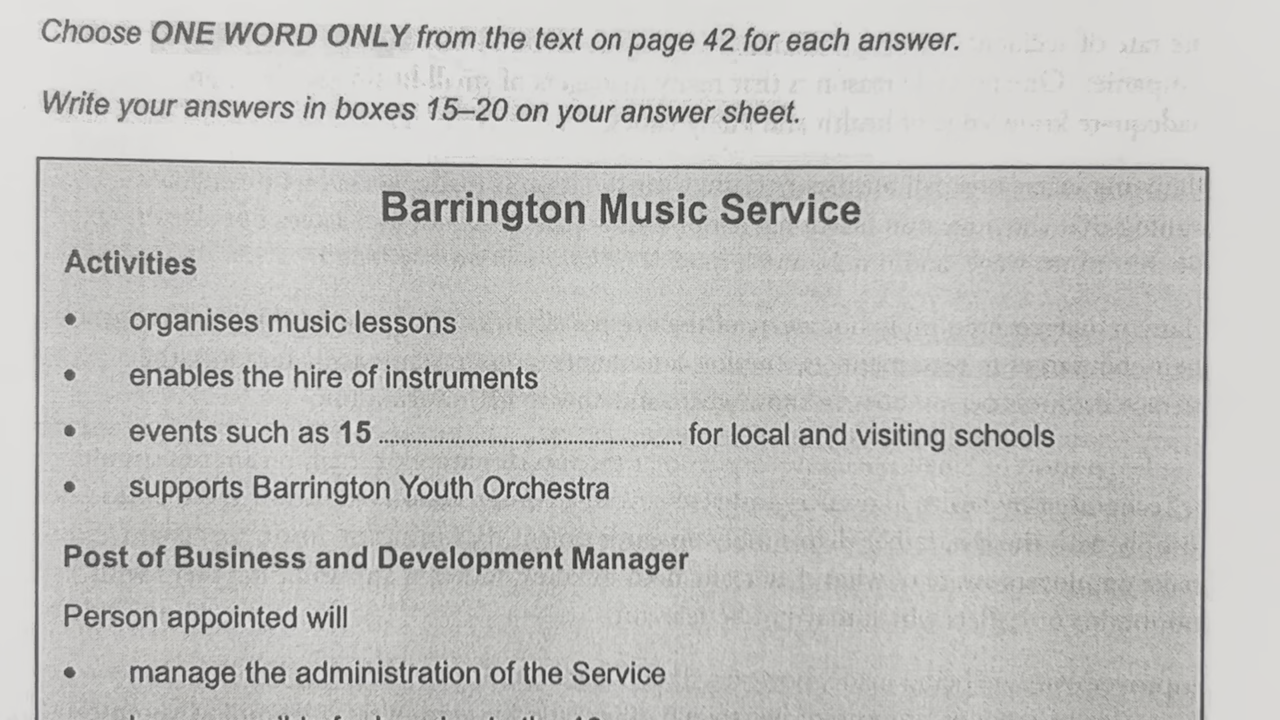 Choose ONE WORD ONLY from the text on page 42 for each answer.
Write your answers in boxes 15–20 on your answer sheet.
Barrington Music Service
Activities
• organises music lessons
• enables the hire of instruments
• events such as 15 ................................................ for local and visiting schools
• supports Barrington Youth Orchestra
Post of Business and Development Manager
Person appointed will
• manage the administration of the Service